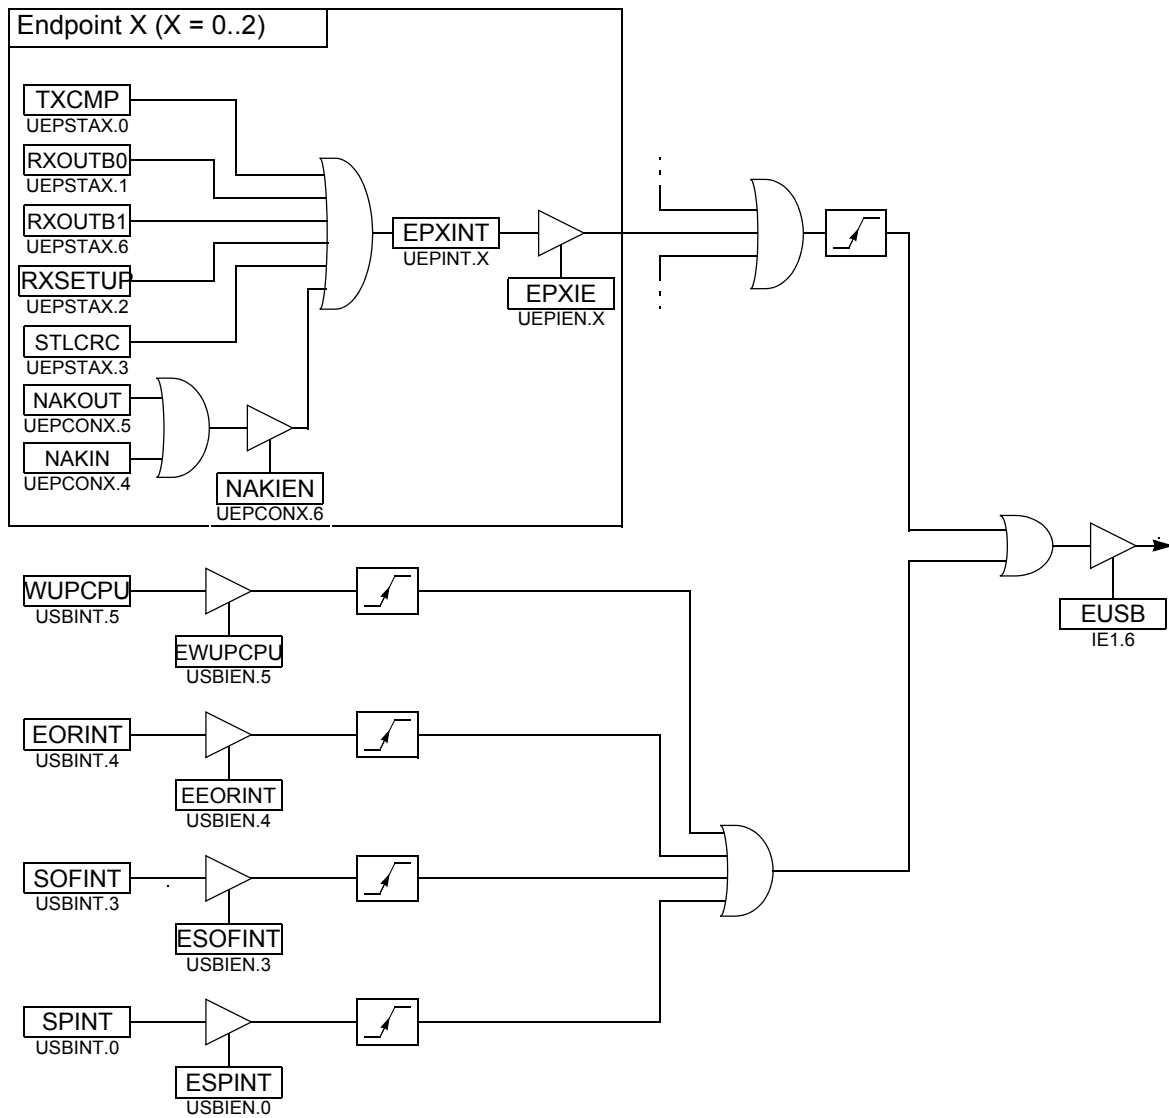 Endpoint X (X = 0..2)
TXCMP
UEPSTAX.0
RXOUTB0
UEPSTAX.1
RXOUTB1
UEPSTAX.6
RXSETUP
UEPSTAX.2
STLCRC
UEPSTAX.3
NAKOUT
UEPCONX.5
NAKIN
UEPCONX.4
NAKIEN
UEPCONX.6
EPXINT
UEPINT.X
EPXIE
UEPIEN.X
WUPCPU
USBINT.5
EWUPCPU
USBIEN.5
EORINT
USBINT.4
EEORINT
USBIEN.4
SOFINT
USBINT.3
ESOFINT
USBIEN.3
SPINT
USBINT.0
ESPINT
USBIEN.0
EUSB
IE1.6